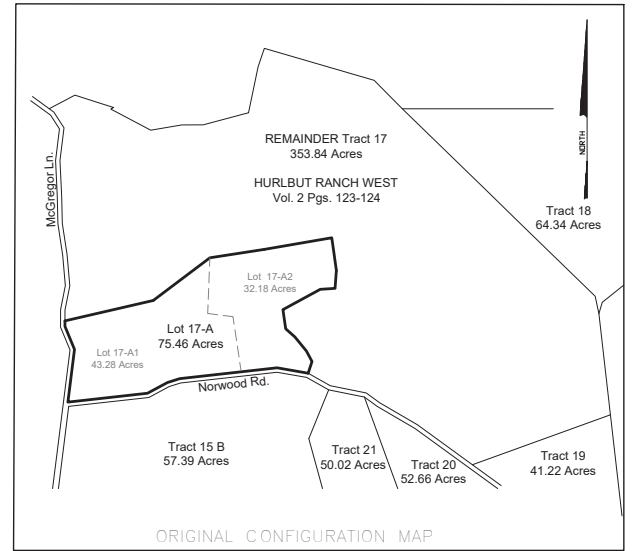 REMAINDER Tract 17
353.84 Acres
HURLBUT RANCH WEST
Vol. 2 Pgs. 123-124
NORTH
McGregor Ln.
Tract 18
64.34 Acres
Lot 17-A2
32.18 Acres
Lot 17-A
75.46 Acres
Lot 17-A1
43.28 Acres
Norwood Rd.
Tract 15 B
57.39 Acres
Tract 21
50.02 Acres
Tract 20
52.66 Acres
Tract 19
41.22 Acres
ORIGINAL CONFIGURATION MAP